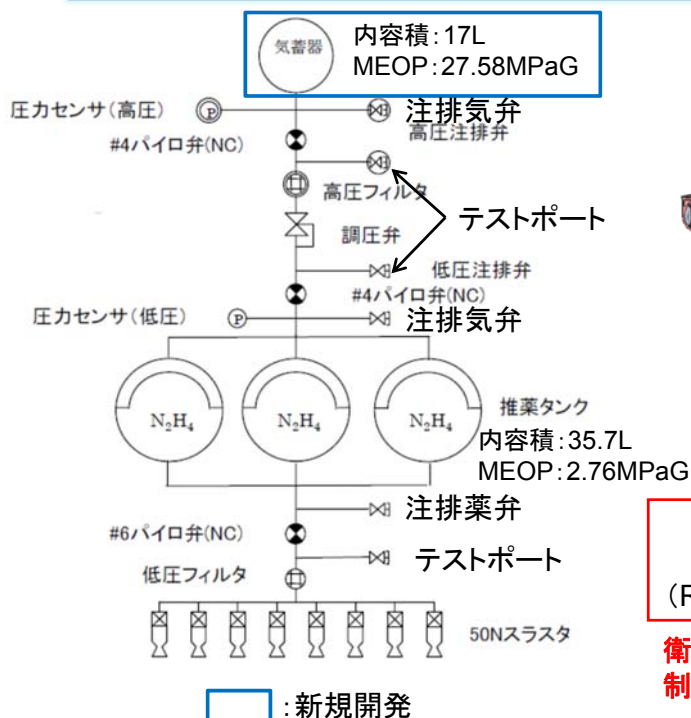 気蓄器
内容積：17L
MEOP：27.58MPaG
圧力センサ（高圧）
P
注排気弁
高圧注排弁
#4パイロ弁(NC)
高圧フィルタ
テストポート
調圧弁
低圧注排弁
#4パイロ弁(NC)
圧力センサ（低圧）
P
注排気弁
N₂H₄
N₂H₄
N₂H₄
推薬タンク
内容積：35.7L
MEOP：2.76MPaG
注排薬弁
#6パイロ弁(NC)
テストポート
低圧フィルタ
（R
50Nスラスタ
衛
制
：新規開発